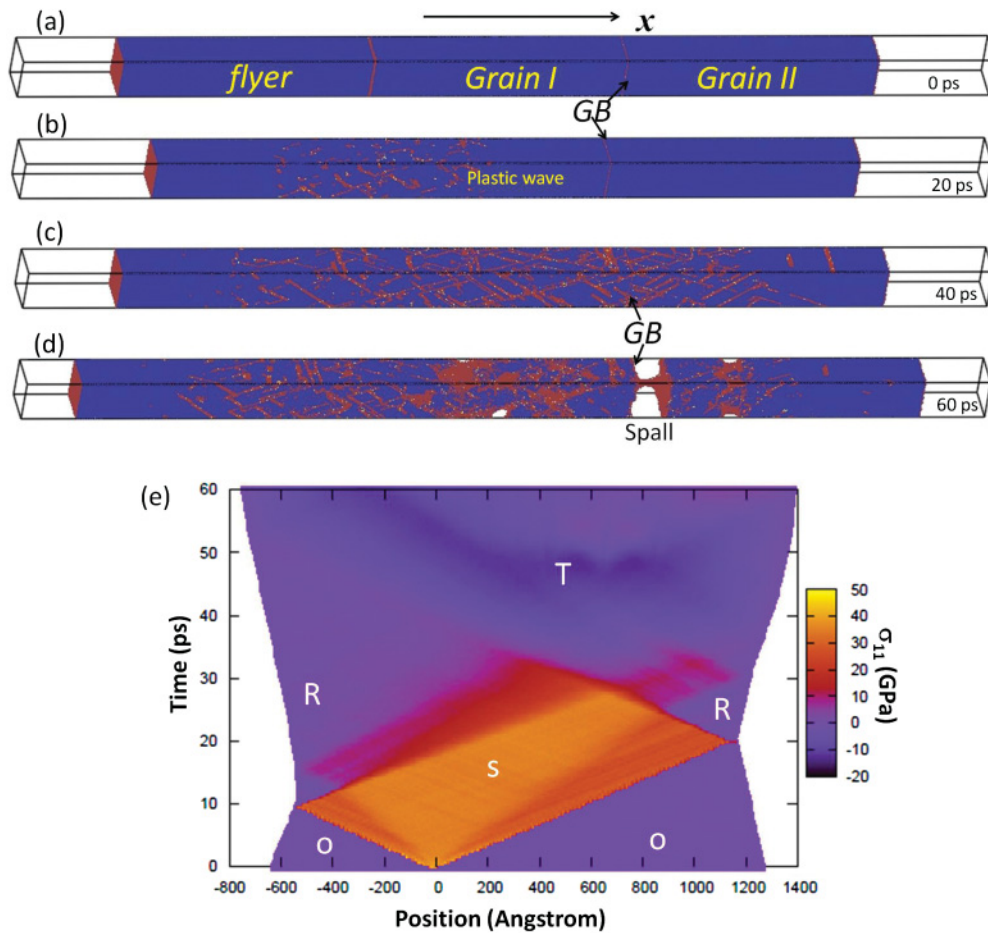 (a)
x
flyer
Grain I
Grain II
0 ps
GB
(b)
Plastic wave
20 ps
(c)
40 ps
GB
(d)
60 ps
Spall
(e)
60
50
40
30
20
10
0
Time (ps)
T
R
R
S
O
O
-800 -600 -400 -200 0 200 400 600 800 1000 1200 1400
Position (Angstrom)
50
40
30
20
10
0
-10
-20
σ11 (GPa)